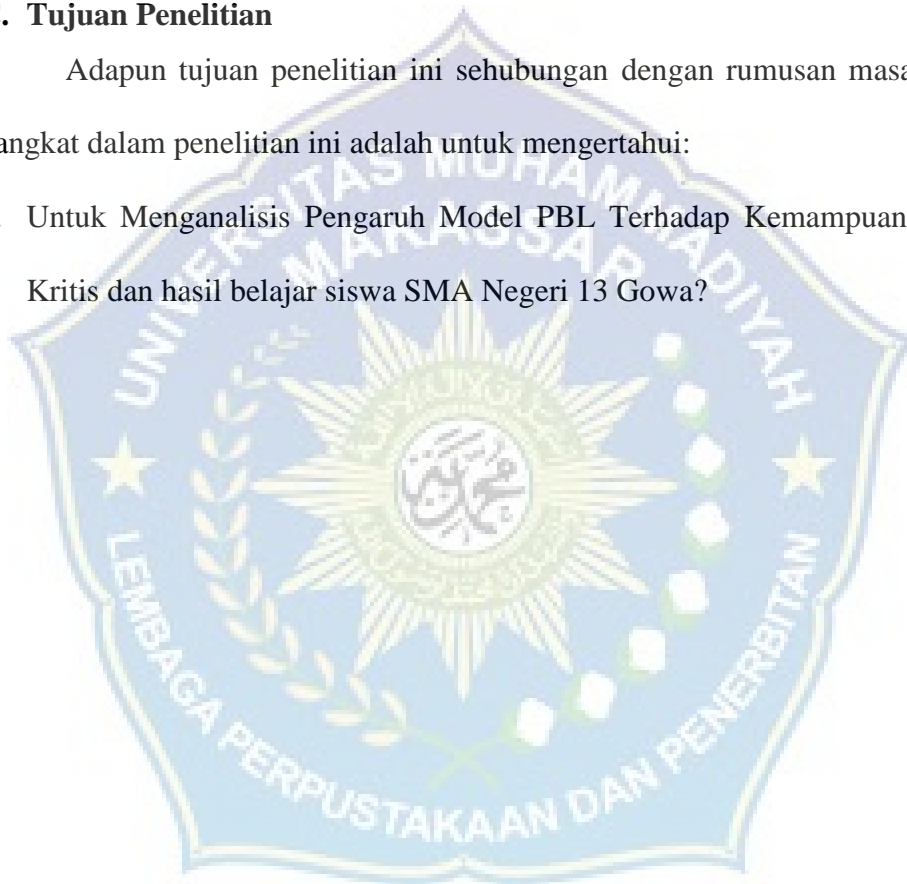 . Tujuan Penelitian
Adapun tujuan penelitian ini sehubungan dengan rumusan
dalam penelitian ini adalah untuk mengertahui:
Untuk Menganalisis Pengaruh Model PBL Terhadap Kemampuan
Kritis dan hasil belajar siswa SMA Negeri 13 Gowa?
UNIVERSITAS MUHAMMADIYAH
MAKASSAR
LEMBAGA PERPUSTAKAAN DAN PENERBITAN